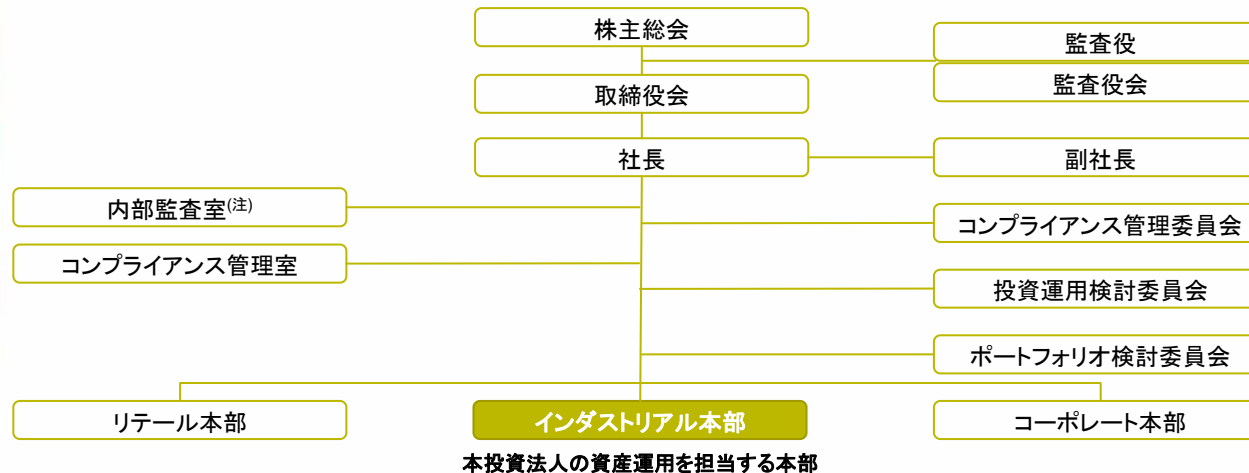 株主総会
監査役
監査役会
取締役会
社長
副社長
内部監査室(注)
コンプライアンス管理委員会
コンプライアンス管理室
投資運用検討委員会
ポートフォリオ検討委員会
リテール本部
インダストリアル本部
コーポレート本部
本投資法人の資産運用を担当する本部